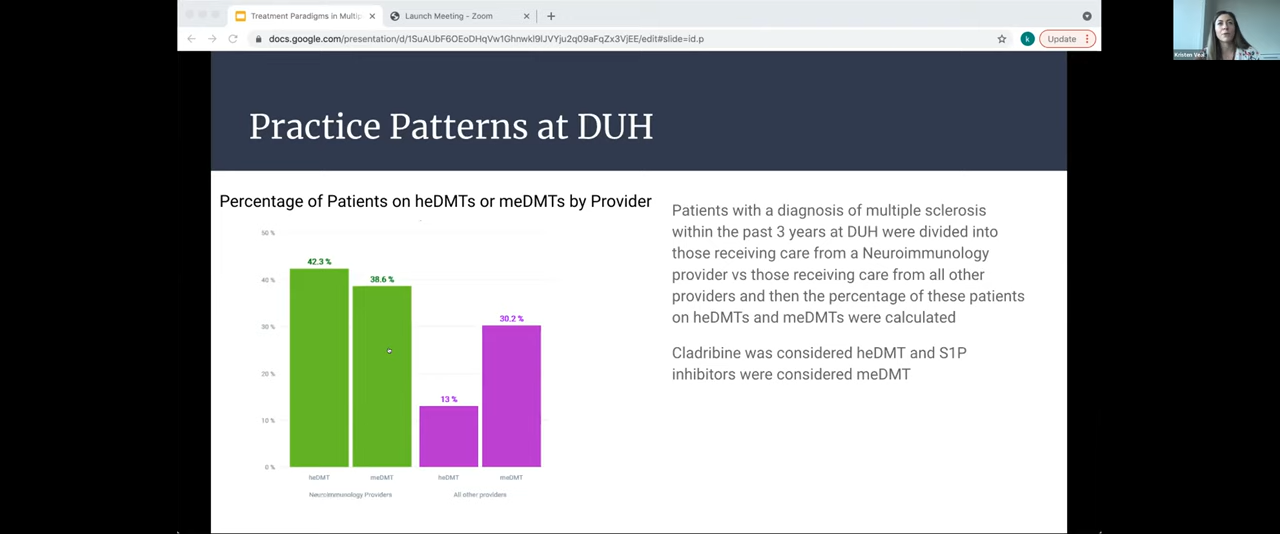 Treatment Paradigms in Multip
Launch Meeting - Zoom
docs.google.com/presentation/d/1SuAUbF6OEoDHqVw1Ghnwkl9lJVYju2q09aFqZx3VjEE/edit#slide=id.p
k
Update
Kristen Vea
Practice Patterns at DUH
Percentage of Patients on heDMTs or meDMTs by Provider
50 %
40 %
30 %
20 %
10 %
0 %
42.3 %
38.6 %
13 %
30.2 %
heDMT
meDMT
heDMT
meDMT
Neuroimmunology Providers
All other providers
Patients with a diagnosis of multiple sclerosis
within the past 3 years at DUH were divided into
those receiving care from a Neuroimmunology
provider vs those receiving care from all other
providers and then the percentage of these patients
on heDMTs and meDMTs were calculated
Cladribine was considered heDMT and S1P
inhibitors were considered meDMT